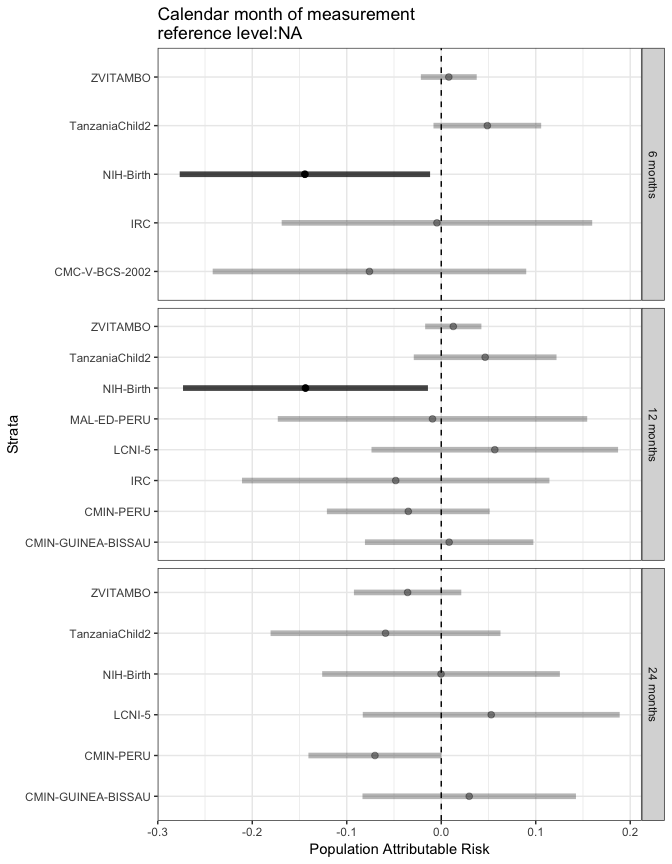 Calendar month of measurement
reference level:NA
Strata
ZVITAMBO
TanzaniaChild2
NIH-Birth
IRC
CMC-V-BCS-2002
6 months
ZVITAMBO
TanzaniaChild2
NIH-Birth
MAL-ED-PERU
LCNI-5
IRC
CMIN-PERU
CMIN-GUINEA-BISSAU
12 months
ZVITAMBO
TanzaniaChild2
NIH-Birth
LCNI-5
CMIN-PERU
CMIN-GUINEA-BISSAU
24 months
-0.3 -0.2 -0.1 0.0 0.1 0.2
Population Attributable Risk